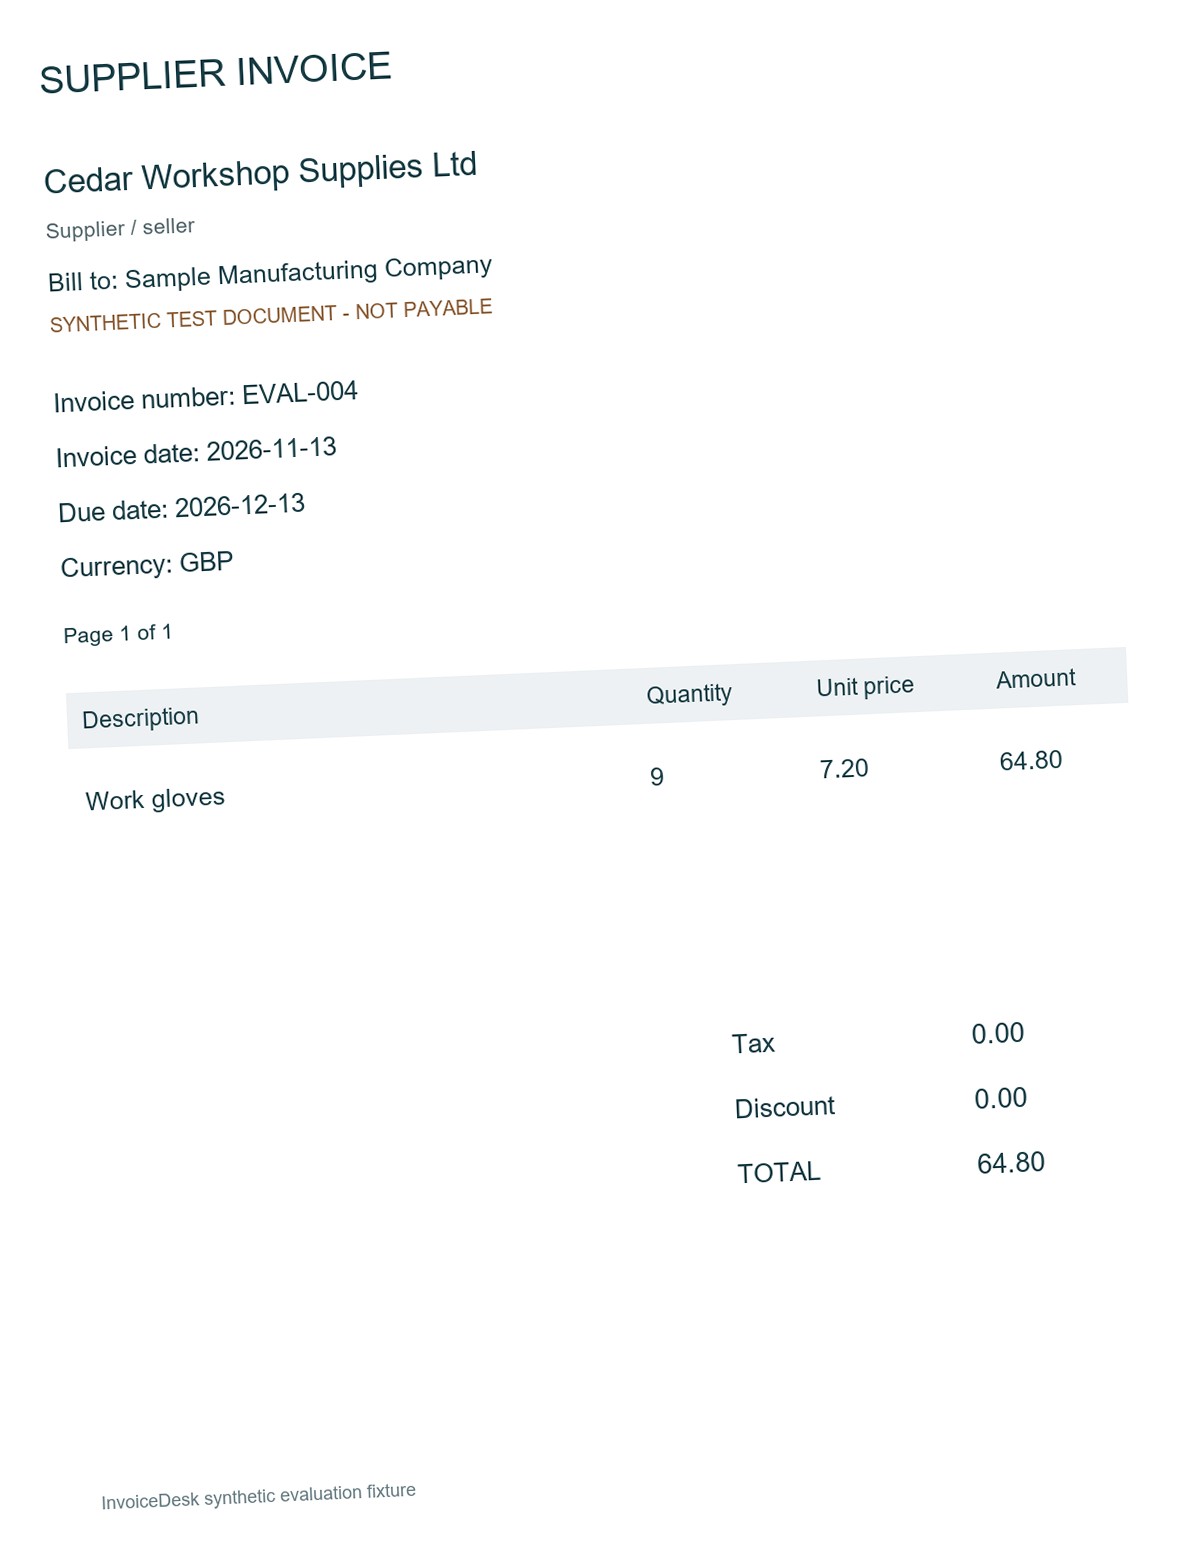 SUPPLIER INVOICE
Cedar Workshop Supplies Ltd
Supplier / seller
Bill to: Sample Manufacturing Company
SYNTHETIC TEST DOCUMENT - NOT PAYABLE
Invoice number: EVAL-004
Invoice date: 2026-11-13
Due date: 2026-12-13
Currency: GBP
Page 1 of 1
Description Quantity Unit price Amount
Work gloves 9 7.20 64.80
Tax 0.00
Discount 0.00
TOTAL 64.80
InvoiceDesk synthetic evaluation fixture